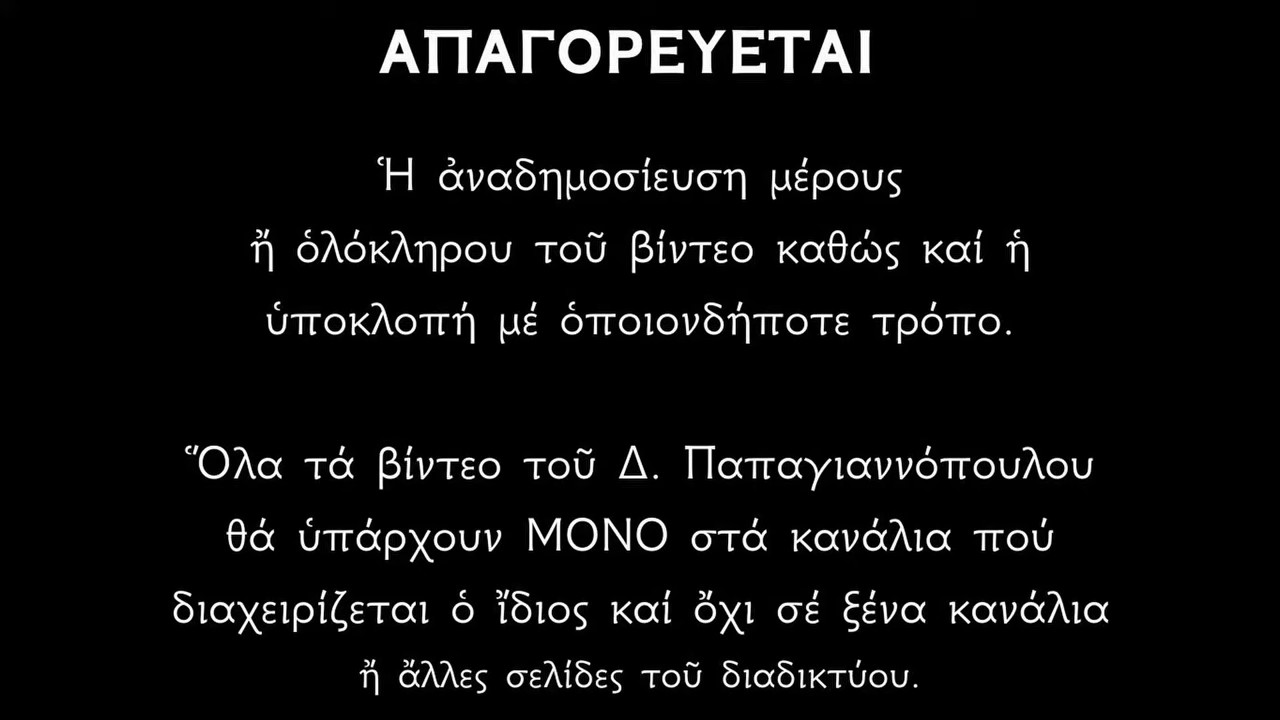 ΑΠΑΓΟΡΕΥΕΤΑΙ
Ἡ ἀναδημοσίευση μέρους
ἤ ὁλόκληρου τοῦ βίντεο καθώς καί ἡ
ὑποκλοπή μέ ὁποιονδήποτε τρόπο.
Ὅλα τά βίντεο τοῦ Δ. Παπαγιαννόπουλου
θά ὑπάρχουν ΜΟΝΟ στά κανάλια πού
διαχειρίζεται ὁ ἴδιος καί ὄχι σέ ξένα κανάλια
ἤ ἄλλες σελίδες τοῦ διαδικτύου.